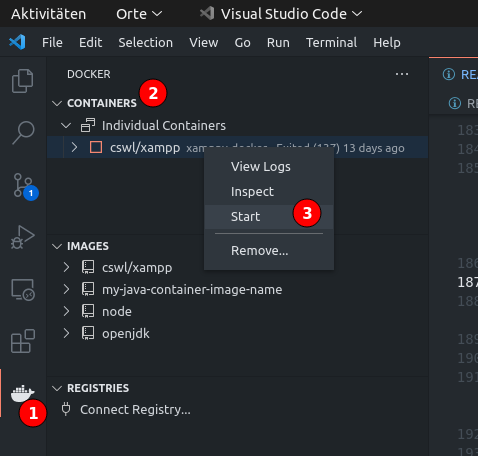 Aktivitäten Orte Visual Studio Code
File Edit Selection View Go Run Terminal Help
DOCKER
REA
2
CONTAINERS
RE
Individual Containers
183
cswl/xampp Exited (137) 13 days ago
184
View Logs
185
Inspect
Start
3
Remove...
IMAGES
cswl/xampp
186
my-java-container-image-name
187
188
node
openjdk
189
190
REGISTRIES
191
Connect Registry...
1
1
192
193